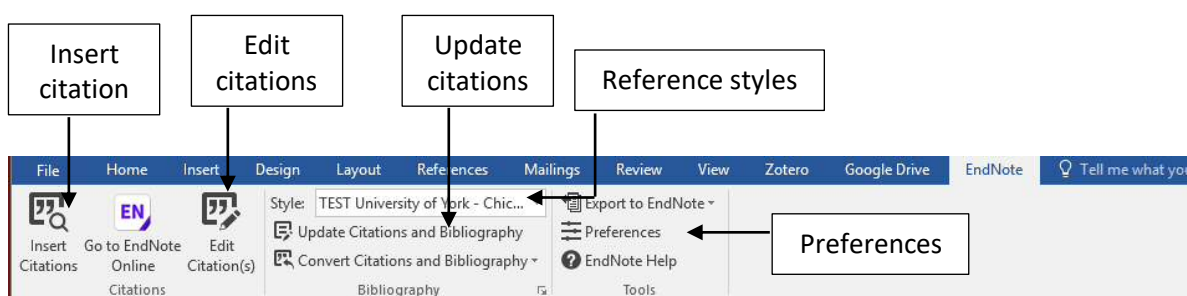 Insert
citation
Edit
citations
Update
citations
Reference styles
File Home Insert Design Layout References Mailings Review View Zotero Google Drive EndNote Tell me what you
EN
Style: TEST University of York - Chic... Export to EndNote
Update Citations and Bibliography Preferences
Convert Citations and Bibliography EndNote Help
Insert
Citations
Go to EndNote
Online
Edit
Citation(s)
Preferences
Citations Bibliography Tools